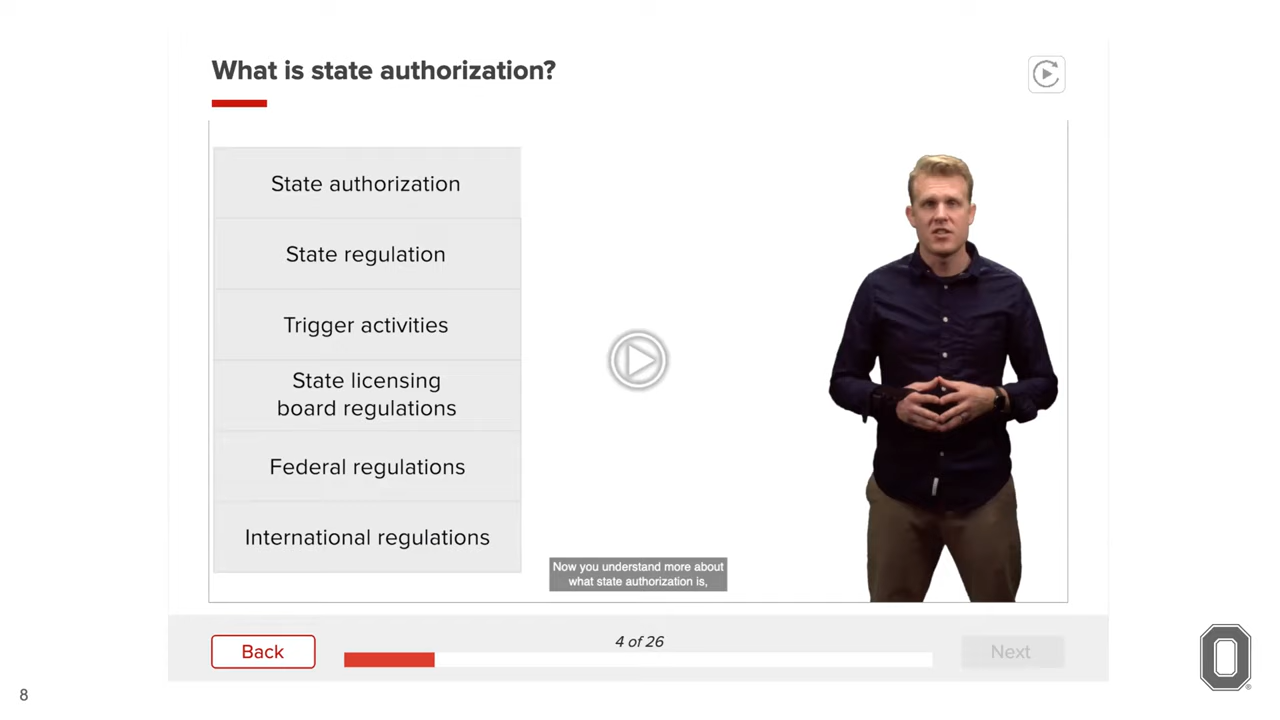 What is state authorization?
State authorization
State regulation
Trigger activities
State licensing
board regulations
Federal regulations
International regulations
Now you understand more about
what state authorization is,
Back
4 of 26
Next
8